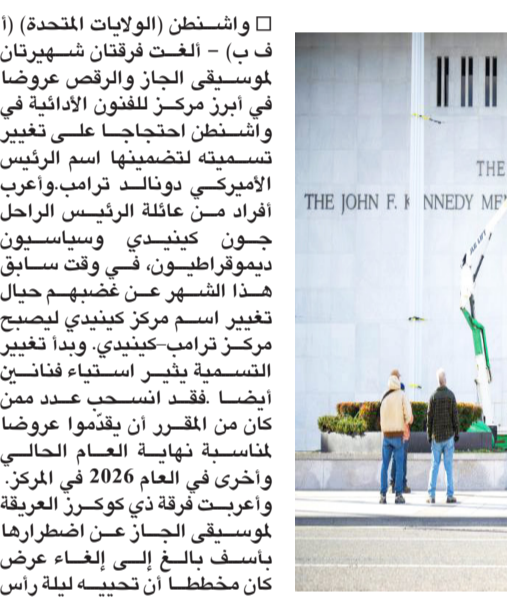 □ واشنطن (الولايات المتحدة) (أ
ف ب) - ألغت فرقتان شهيرتان
لموسيقى الجاز والرقص عروضا
في أبرز مركز للفنون الأدائية في
واشنطن احتجاجا على تغيير
تسميته لتضمينها اسم الرئيس
الأميركي دونالد ترامب.وأعرب
أفراد من عائلة الرئيس الراحل
جون كينيدي وسياسيون
ديموقراطيون، في وقت سابق
هذا الشهر عن غضبهم حيال
تغيير اسم مركز كينيدي ليصبح
مركز ترامب-كينيدي. وبدأ تغيير
التسمية يثير استياء فنانين
أيضا .فقد انسحب عدد ممن
كان من المقرر أن يقدّموا عروضا
لمناسبة نهاية العام الحالي
وأخرى في العام 2026 في المركز.
وأعربت فرقة ذي كوكرز العريقة
لموسيقى الجاز عن اضطرارها
بأسف بالغ إلى إلغاء عرض
كان مخططا أن تحييه ليلة رأس
THE
THE JOHN F. K NNEDY ME